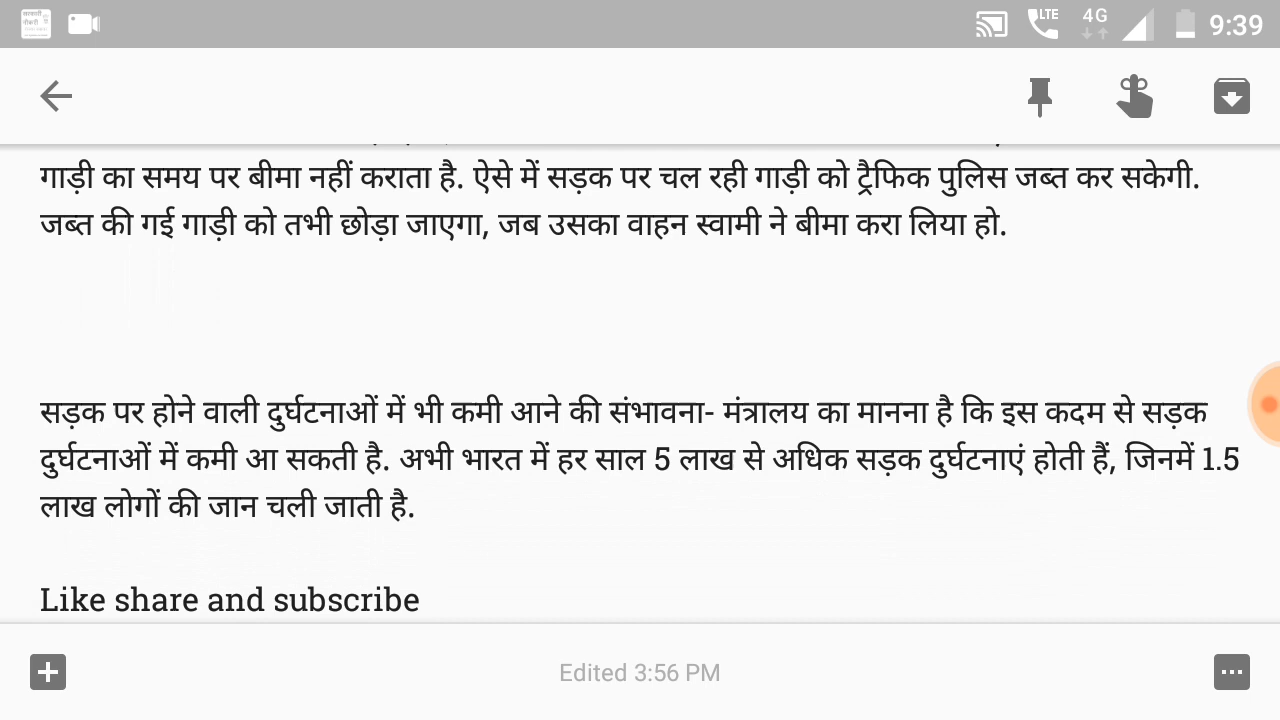 LTE 4G 9:39
गाड़ी का समय पर बीमा नहीं कराता है. ऐसे में सड़क पर चल रही गाड़ी को ट्रैफिक पुलिस जब्त कर सकेगी.
जब्त की गई गाड़ी को तभी छोड़ा जाएगा, जब उसका वाहन स्वामी ने बीमा करा लिया हो.
सड़क पर होने वाली दुर्घटनाओं में भी कमी आने की संभावना- मंत्रालय का मानना है कि इस कदम से सड़क
दुर्घटनाओं में कमी आ सकती है. अभी भारत में हर साल 5 लाख से अधिक सड़क दुर्घटनाएं होती हैं, जिनमें 1.5
लाख लोगों की जान चली जाती है.
Like share and subscribe
Edited 3:56 PM